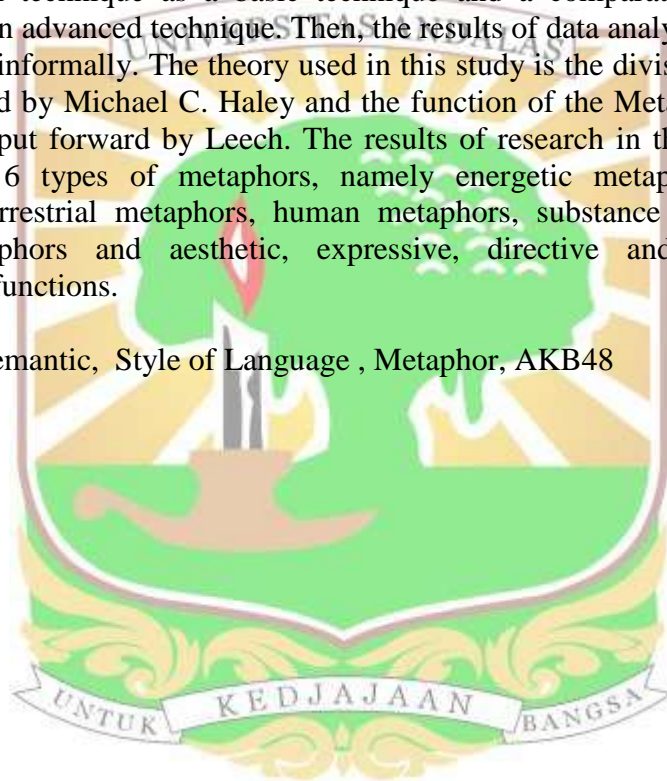 technique as a basic technique and a comparat
n advanced technique. Then, the results of data analy
UNIVERSITAS ANDALAS
informally. The theory used in this study is the divis
d by Michael C. Haley and the function of the Met
put forward by Leech. The results of research in th
6 types of metaphors, namely energetic metap
rrestrial metaphors, human metaphors, substance
phors and aesthetic, expressive, directive and
functions.
emantic, Style of Language , Metaphor, AKB48
UNTUK KEDJAJAAN BANGSA